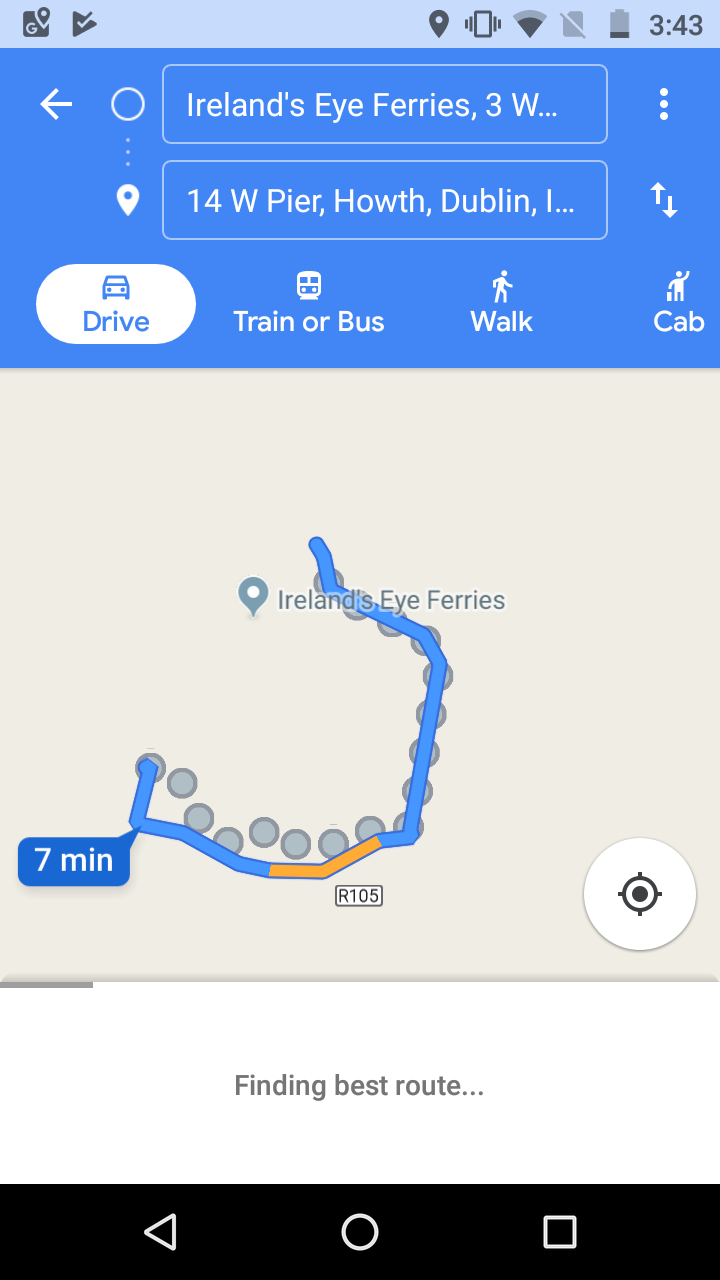 3:43
Ireland's Eye Ferries, 3 W...
14 W Pier, Howth, Dublin, I...
Drive
Train or Bus
Walk
Cab
Ireland's Eye Ferries
7 min
R105
Finding best route...